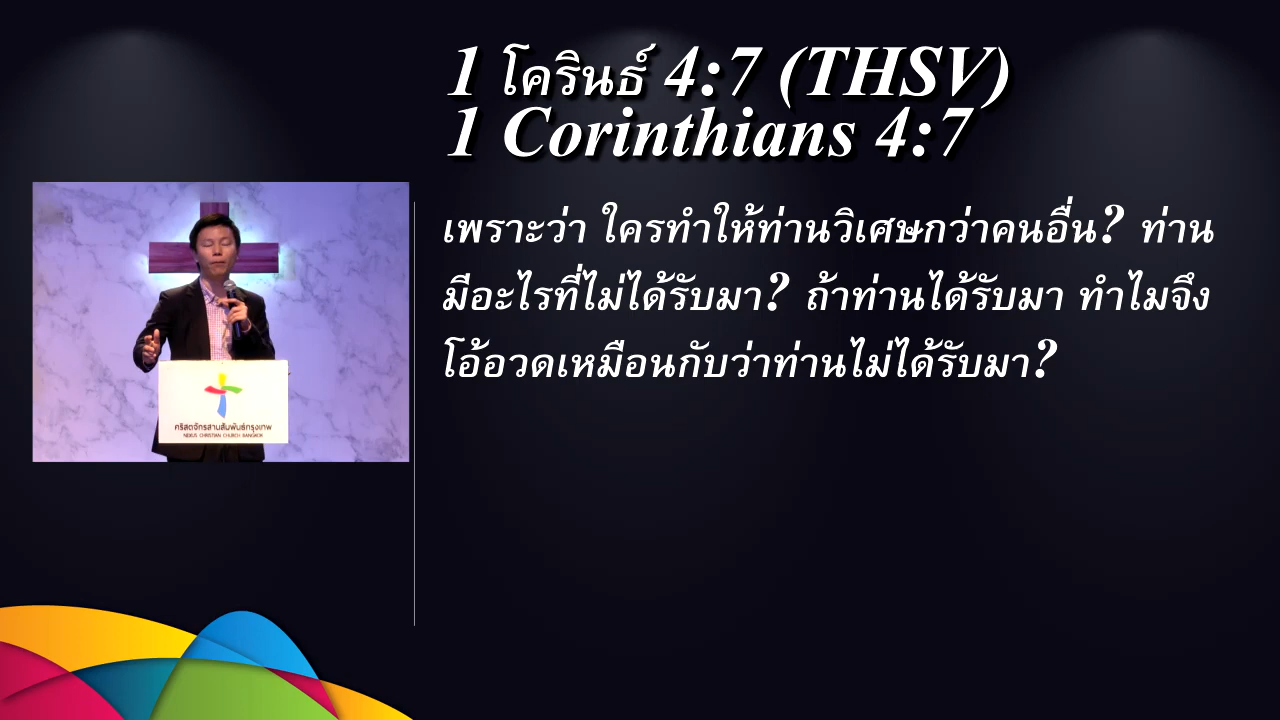 1 โครินธ์ 4:7 (THSV)
1 Corinthians 4:7
เพราะว่า ใครทำให้ท่านวิเศษกว่าคนอื่น? ท่าน
มีอะไรที่ไม่ได้รับมา? ถ้าท่านได้รับมา ทำไมจึง
โอ้อวดเหมือนกับว่าท่านไม่ได้รับมา?
คริสตจักรสานสัมพันธ์กรุงเทพ
NEXUS CHRISTIAN CHURCH BANGKOK